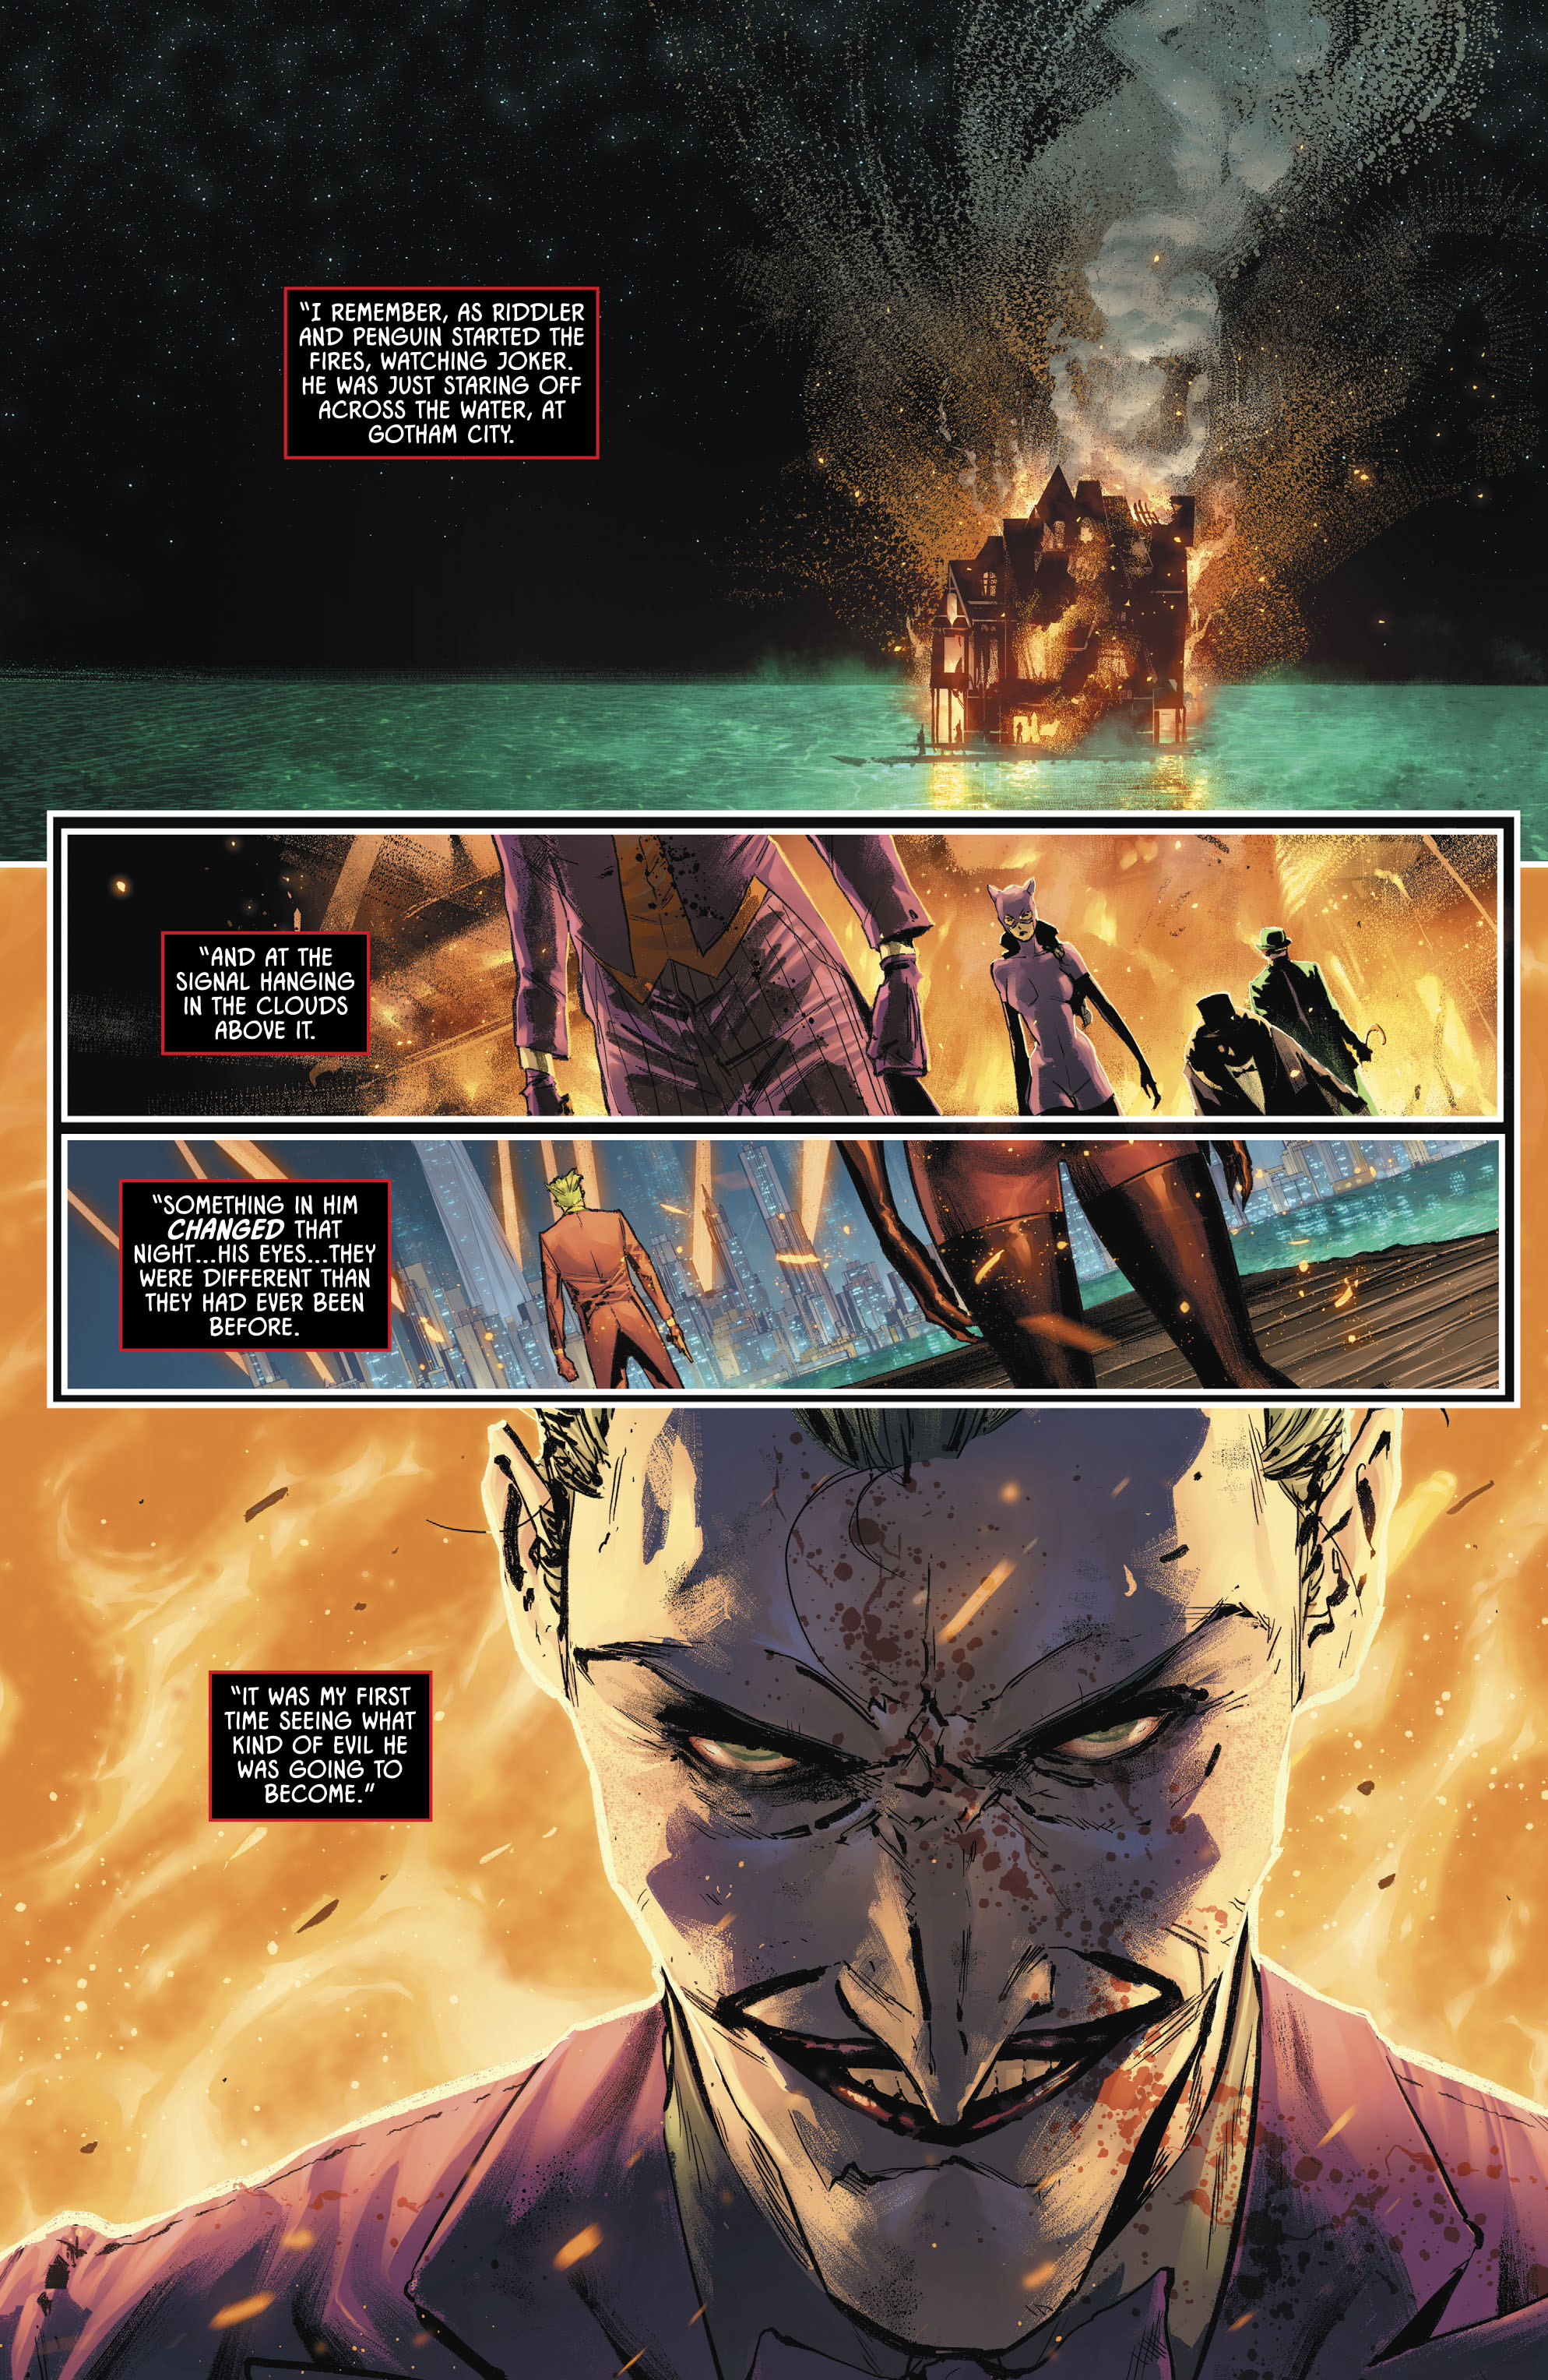 "I REMEMBER, AS RIDDLER
AND PENGUIN STARTED THE
FIRES, WATCHING JOKER.
HE WAS JUST STARING OFF
ACROSS THE WATER, AT
GOTHAM CITY.
"AND AT THE
SIGNAL HANGING
IN THE CLOUDS
ABOVE IT.
"SOMETHING IN HIM
CHANGED THAT
NIGHT...HIS EYES...THEY
WERE DIFFERENT THAN
THEY HAD EVER BEEN
BEFORE.
"IT WAS MY FIRST
TIME SEEING WHAT
KIND OF EVIL HE
WAS GOING TO
BECOME."